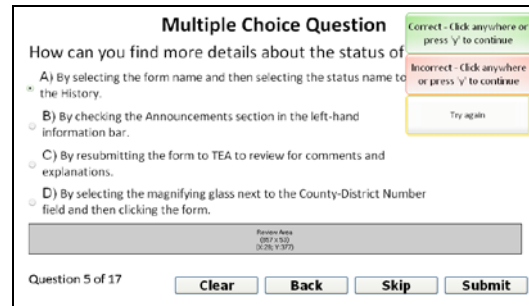 Multiple Choice Question
Correct - Click anywhere or
press 'y' to continue
How can you find more details about the status of
Incorrect - Click anywhere
or press 'y' to continue
A) By selecting the form name and then selecting the status name to
the History.
Try again
B) By checking the Announcements section in the left-hand
information bar.
C) By resubmitting the form to TEA to review for comments and
explanations.
D) By selecting the magnifying glass next to the County-District Number
field and then clicking the form.
Review Area
Question 5 of 17
Clear
Back
Skip
Submit